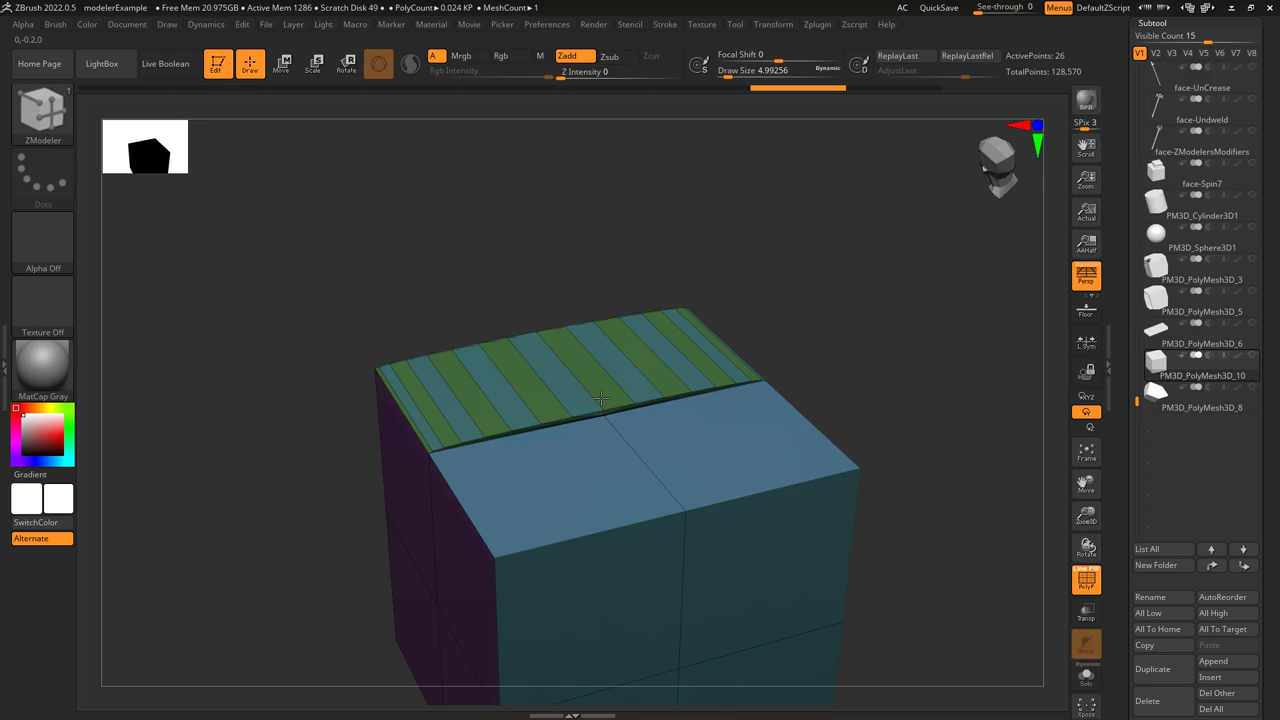 ZBrush 2022.0.5 modelerExample • Free Mem 20.975GB • Active Mem 1286 • Scratch Disk 49 • PolyCount▸0.024 KP • MeshCount▸1 AC QuickSave See-through 0 Menus DefaultZScript
Alpha Brush Color Document Draw Dynamics Edit File Layer Light Macro Marker Material Movie Picker Preferences Render Stencil Stroke Texture Tool Transform Zplugin Zscript Help
0,-0.2,0
Home Page LightBox Live Boolean Edit Draw Move Scale Rotate A Mrgb Rgb M Zadd Zsub Zcut Focal Shift 0 ReplayLast ReplayLastRel ActivePoints: 26
Rgb Intensity Z Intensity 0 Draw Size 4.99256 Dynamic AdjustLast TotalPoints: 128,570
S
D
1
ZModeler
Dots
Alpha Off
Texture Off
MatCap Gray
Gradient
SwitchColor
Alternate
BPR
SPix 3
Scroll
Zoom
Actual
AAHalf
Persp
Floor
L.Sym
XYZ
Frame
Move
Zoom3D
Rotate
Line Fill
PolyF
Transp
Ghost
Dynamic
Solo
Xpose
Subtool
Visible Count 15
V1 V2 V3 V4 V5 V6 V7 V8
face-UnCrease
face-Undweld
face-ZModelersModifiers
face-Spin7
PM3D_Cylinder3D1
PM3D_Sphere3D1
PM3D_PolyMesh3D_3
PM3D_PolyMesh3D_5
PM3D_PolyMesh3D_6
PM3D_PolyMesh3D_10
PM3D_PolyMesh3D_8
List All
New Folder
Rename AutoReorder
All Low All High
All To Home All To Target
Copy Paste
Duplicate Append
Insert
Delete Del Other
Del All